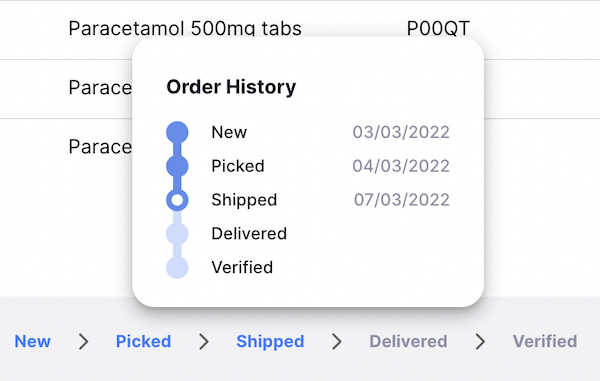 Paracetamol 500mg tabs P00QT
Parace
Parace
Order History
New 03/03/2022
Picked 04/03/2022
Shipped 07/03/2022
Delivered
Verified
New Picked Shipped Delivered Verified